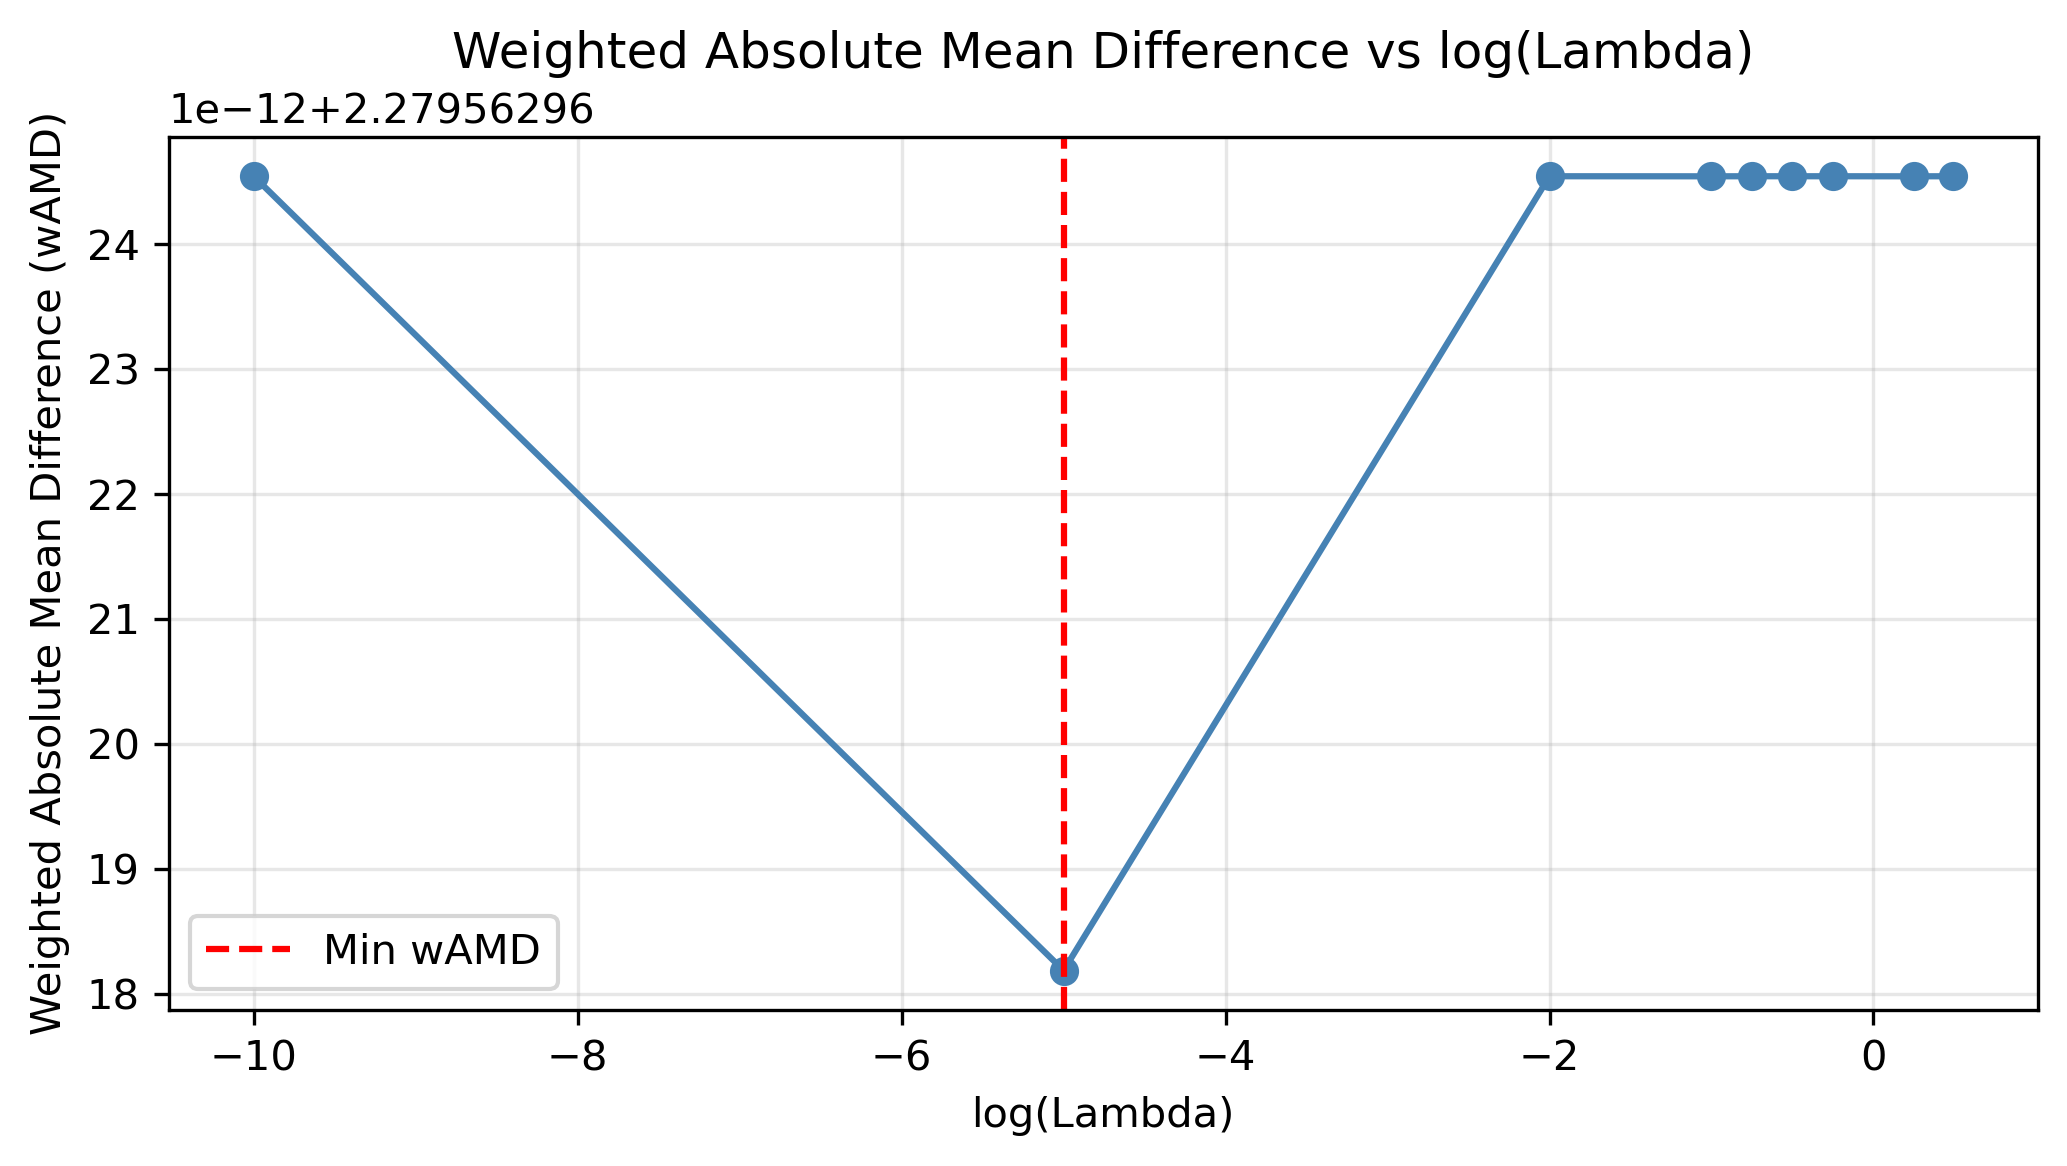 Weighted Absolute Mean Difference vs log(Lambda)
1e−12+2.27956296
Weighted Absolute Mean Difference (wAMD)
24
23
22
21
20
19
18
Min wAMD
−10
−8
−6
−4
−2
0
log(Lambda)